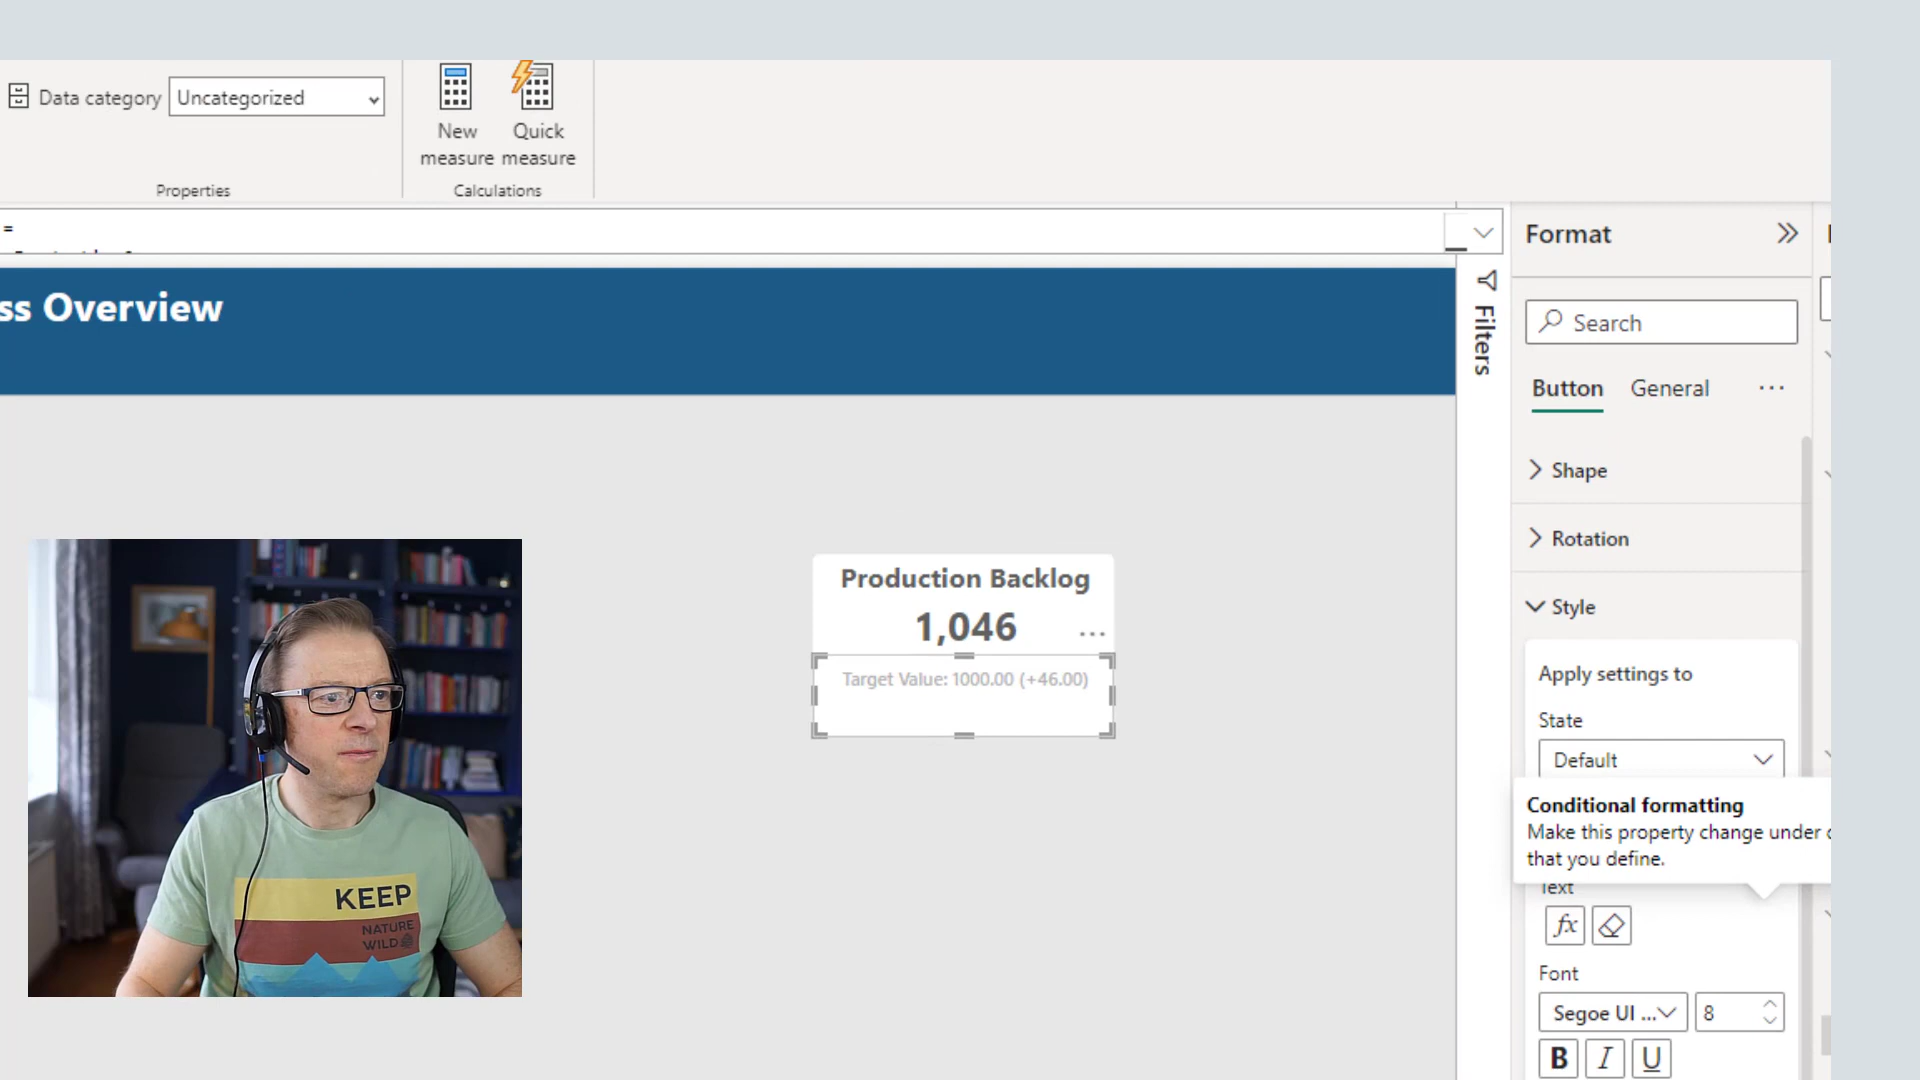 Data category
Uncategorized
New
measure
Quick
measure
Properties
Calculations
=
ss Overview
Filters
Format
Search
Button General
Shape
Rotation
Style
Apply settings to
State
Default
Conditional formatting
Make this property change under
that you define.
Text
fx
Font
Segoe UI ...
8
B I U
Production Backlog
1,046
Target Value: 1000.00 (+46.00)
KEEP
NATURE
WILD